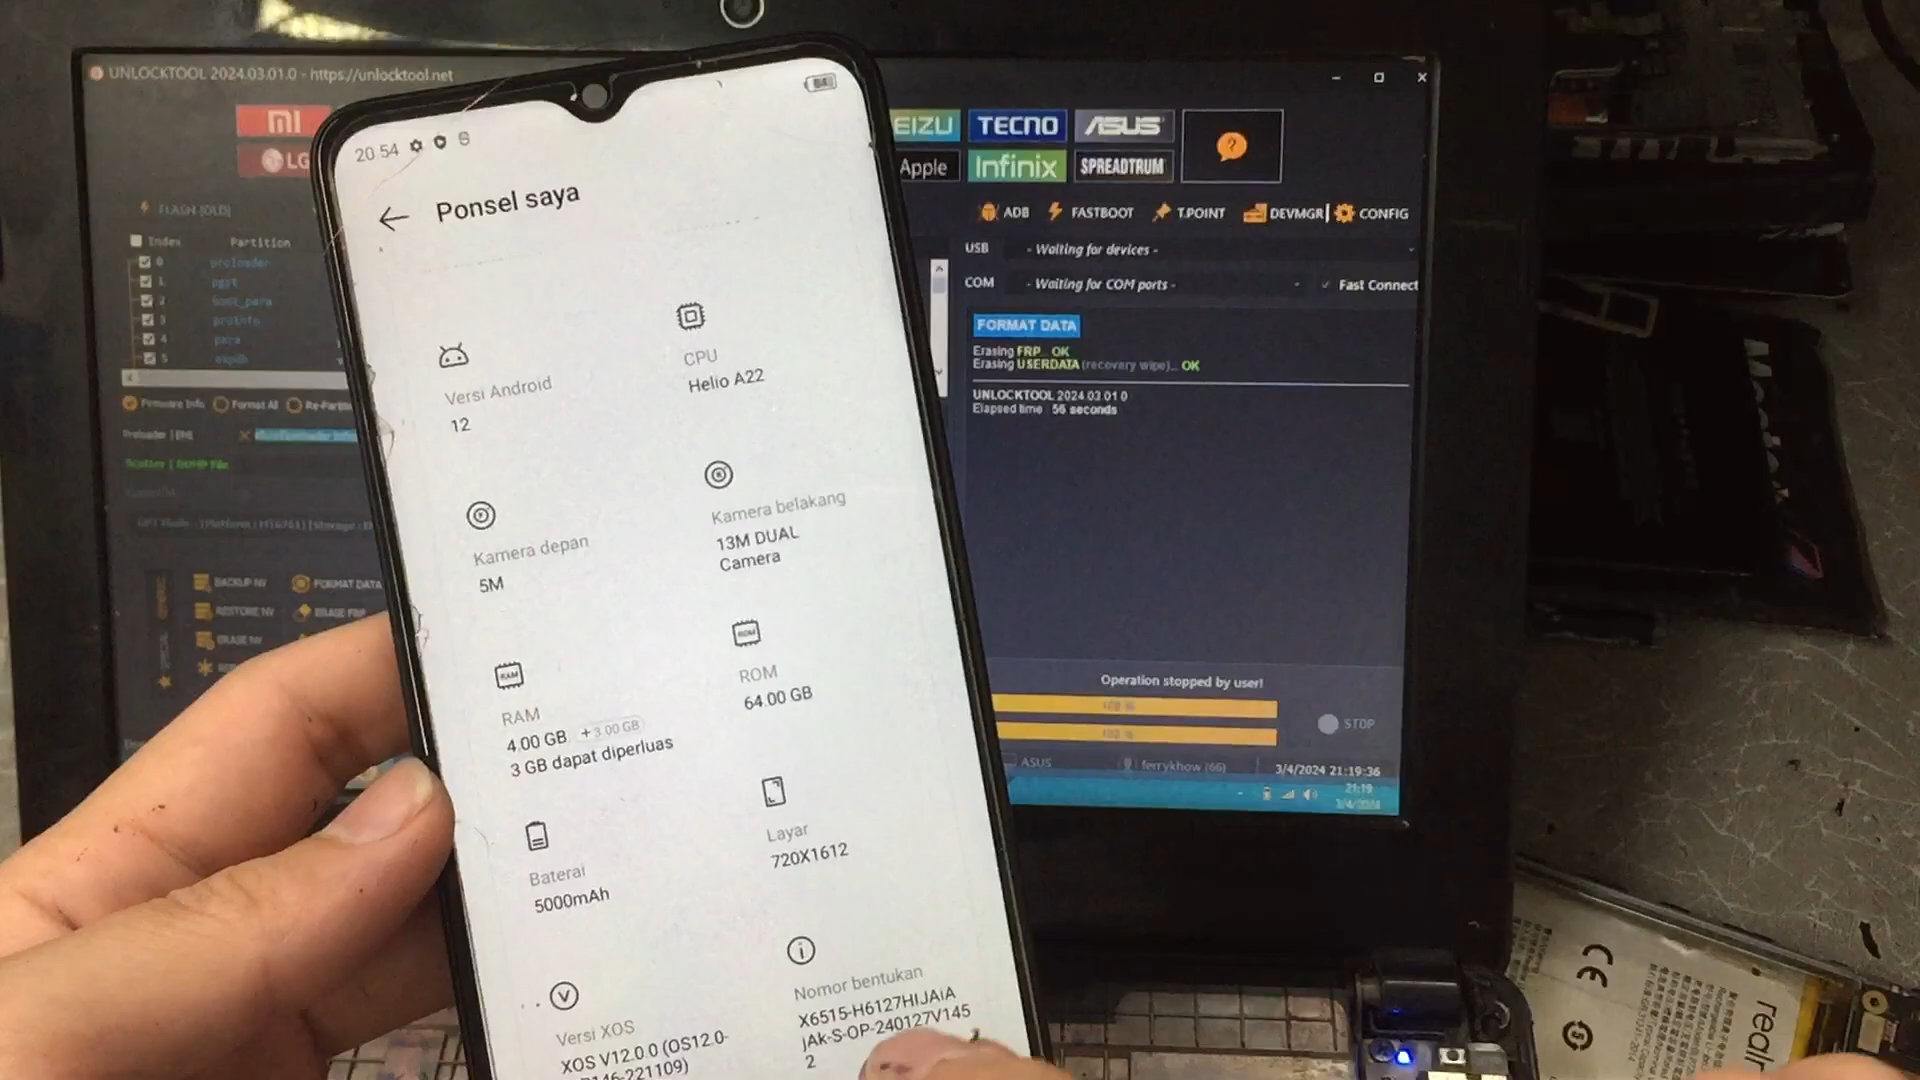 UNLOCKTOOL 2024.03.01.0 - https://unlocktool.net
mi
LG
EIZU
TECNO
ASUS
Apple
Infinix
SPREADTRUM
?
ADB
FASTBOOT
T.POINT
DEVMGR
CONFIG
USB
- Waiting for devices -
COM
- Waiting for COM ports -
Fast Connect
FORMAT DATA
Erasing FRP... OK
Erasing USERDATA (recovery wipe)... OK
UNLOCKTOOL 2024.03.01.0
Elapsed time 56 seconds
Operation stopped by user!
STOP
ASUS
ferrykhow (66)
3/4/2024 21:19:36
21:19
3/4/2024
FLASH [OLD]
Index
Partition
0
preloader
1
pgpt
2
boot_para
3
proinfo
4
para
5
expdb
Firmware Info
Format All
Re-Partition
Preloader | EMI
Scatter | DUMP File
BACKUP NV
FORMAT DATA
RESTORE NV
ERASE FRP
ERASE NV
20 54
Ponsel saya
Versi Android
12
CPU
Helio A22
Kamera depan
5M
Kamera belakang
13M DUAL
Camera
RAM
RAM
4.00 GB +3.00 GB
3 GB dapat diperluas
ROM
ROM
64.00 GB
Baterai
5000mAh
Layar
720X1612
Versi XOS
XOS V12.0.0 (OS12.0-
Nomor bentukan
X6515-H6127HIJAiA
jAk-S-OP-240127V145
2
CE